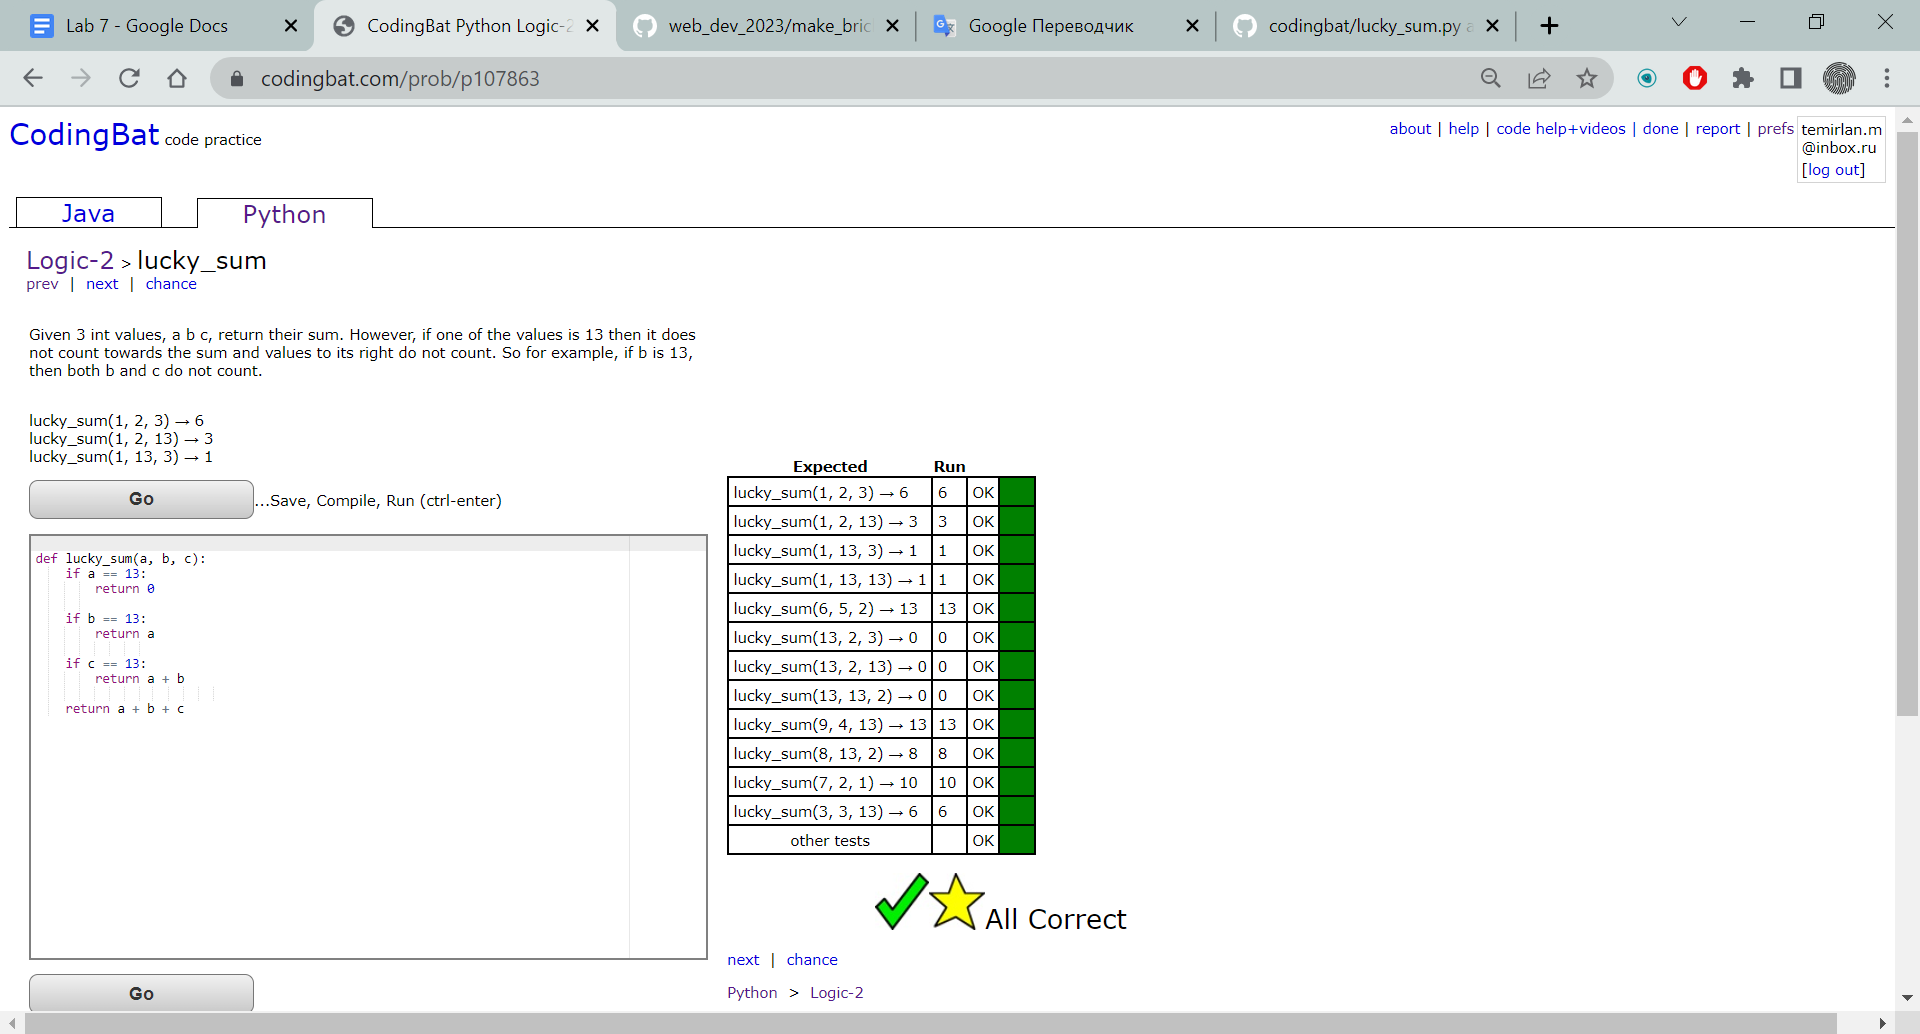 Lab 7 - Google Docs
CodingBat Python Logic-2
web_dev_2023/make_bric
Google Переводчик
codingbat/lucky_sum.py a
codingbat.com/prob/p107863
CodingBat code practice
about | help | code help+videos | done | report | prefs
temirlan.m
@inbox.ru
[log out]
Java
Python
Logic-2 > lucky_sum
prev | next | chance
Given 3 int values, a b c, return their sum. However, if one of the values is 13 then it does
not count towards the sum and values to its right do not count. So for example, if b is 13,
then both b and c do not count.
lucky_sum(1, 2, 3) → 6
lucky_sum(1, 2, 13) → 3
lucky_sum(1, 13, 3) → 1
Go ...Save, Compile, Run (ctrl-enter)
def lucky_sum(a, b, c):
    if a == 13:
        return 0
    if b == 13:
        return a
    if c == 13:
        return a + b
    return a + b + c
Go
Expected Run
lucky_sum(1, 2, 3) → 6 6 OK
lucky_sum(1, 2, 13) → 3 3 OK
lucky_sum(1, 13, 3) → 1 1 OK
lucky_sum(1, 13, 13) → 1 1 OK
lucky_sum(6, 5, 2) → 13 13 OK
lucky_sum(13, 2, 3) → 0 0 OK
lucky_sum(13, 2, 13) → 0 0 OK
lucky_sum(13, 13, 2) → 0 0 OK
lucky_sum(9, 4, 13) → 13 13 OK
lucky_sum(8, 13, 2) → 8 8 OK
lucky_sum(7, 2, 1) → 10 10 OK
lucky_sum(3, 3, 13) → 6 6 OK
other tests OK
All Correct
next | chance
Python > Logic-2